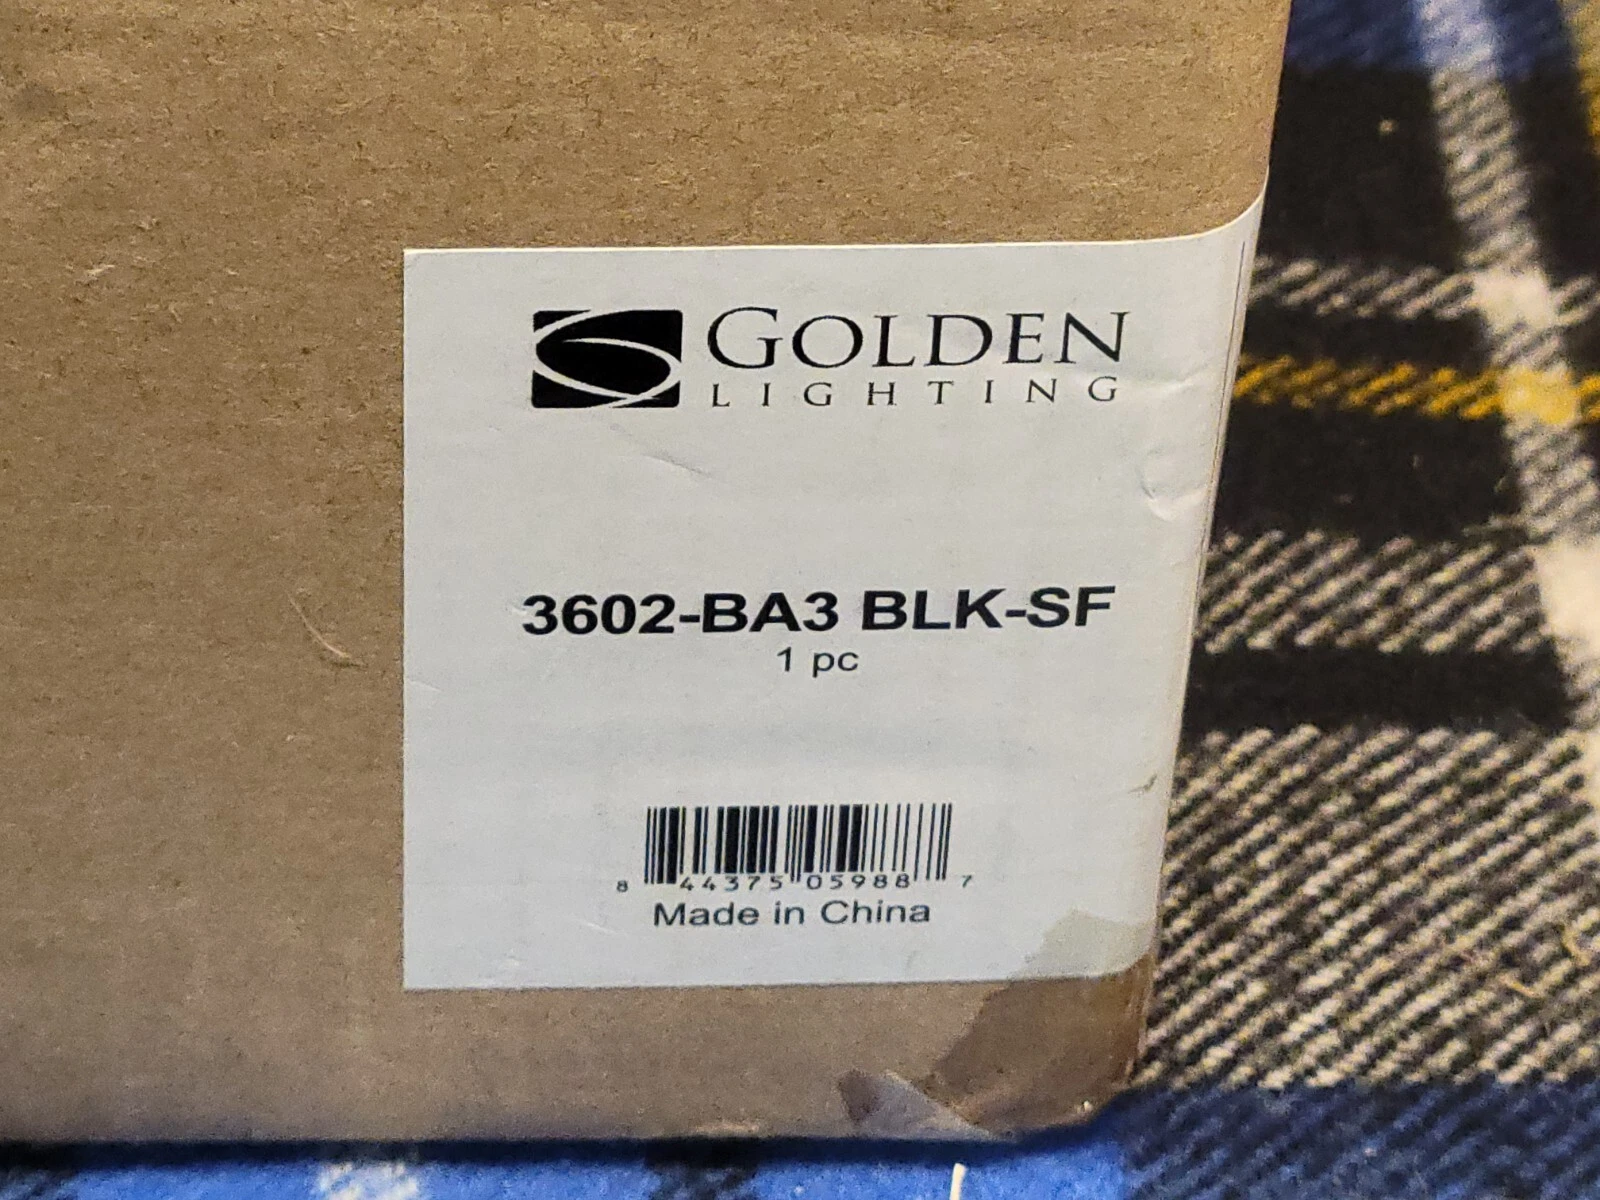 GOLDEN
LIGHTING
3602-BA3 BLK-SF
1 pc
8 44375 05988 7
Made in China